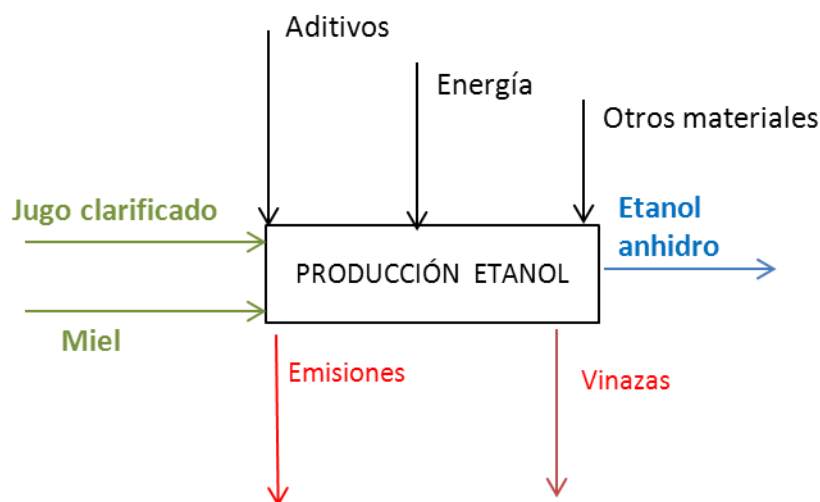 Aditivos
Energía
Otros materiales
Jugo clarificado
Etanol
anhidro
PRODUCCIÓN ETANOL
Miel
Emisiones
Vinazas